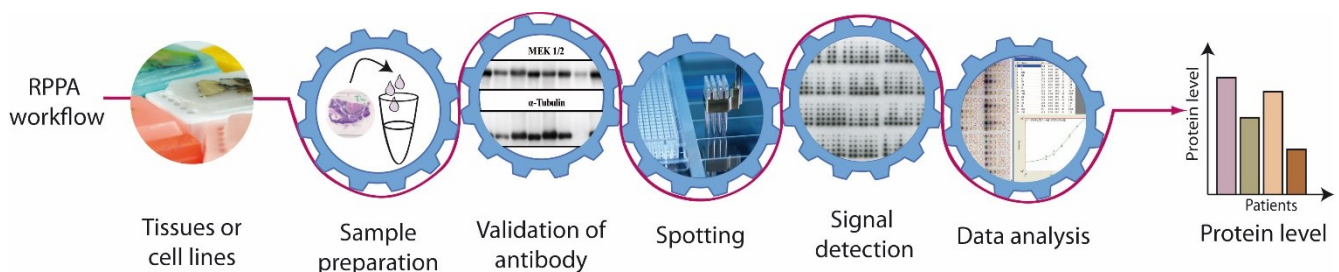 RPPA
workflow
MEK 1/2
α-Tubulin
Tissues or
cell lines
Sample
preparation
Validation of
antibody
Spotting
Signal
detection
Data analysis
Protein level
Patients
Protein level